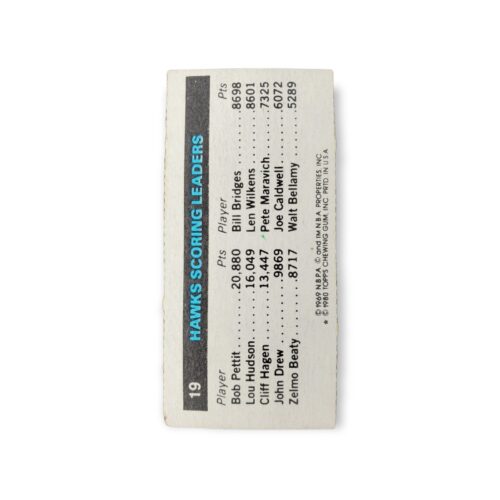 19 HAWKS SCORING LEADERS
Player Pts Player Pts
Bob Pettit. . . . . . . 20,880 Bill Bridges . . . . . . . 8698
Lou Hudson. . . . . . 16,049 Len Wilkens . . . . . . 8601
Cliff Hagen . . . . . . 13,447 Pete Maravich. . . . . 7325
John Drew . . . . . . . . 9869 Joe Caldwell . . . . . . 6072
Zelmo Beaty . . . . . . 8717 Walt Bellamy . . . . . 5289
© 1969 N.B.P.A. © and TM N.B.A. PROPERTIES, INC.
★ © 1980 TOPPS CHEWING GUM, INC. PRTD. IN U.S.A.